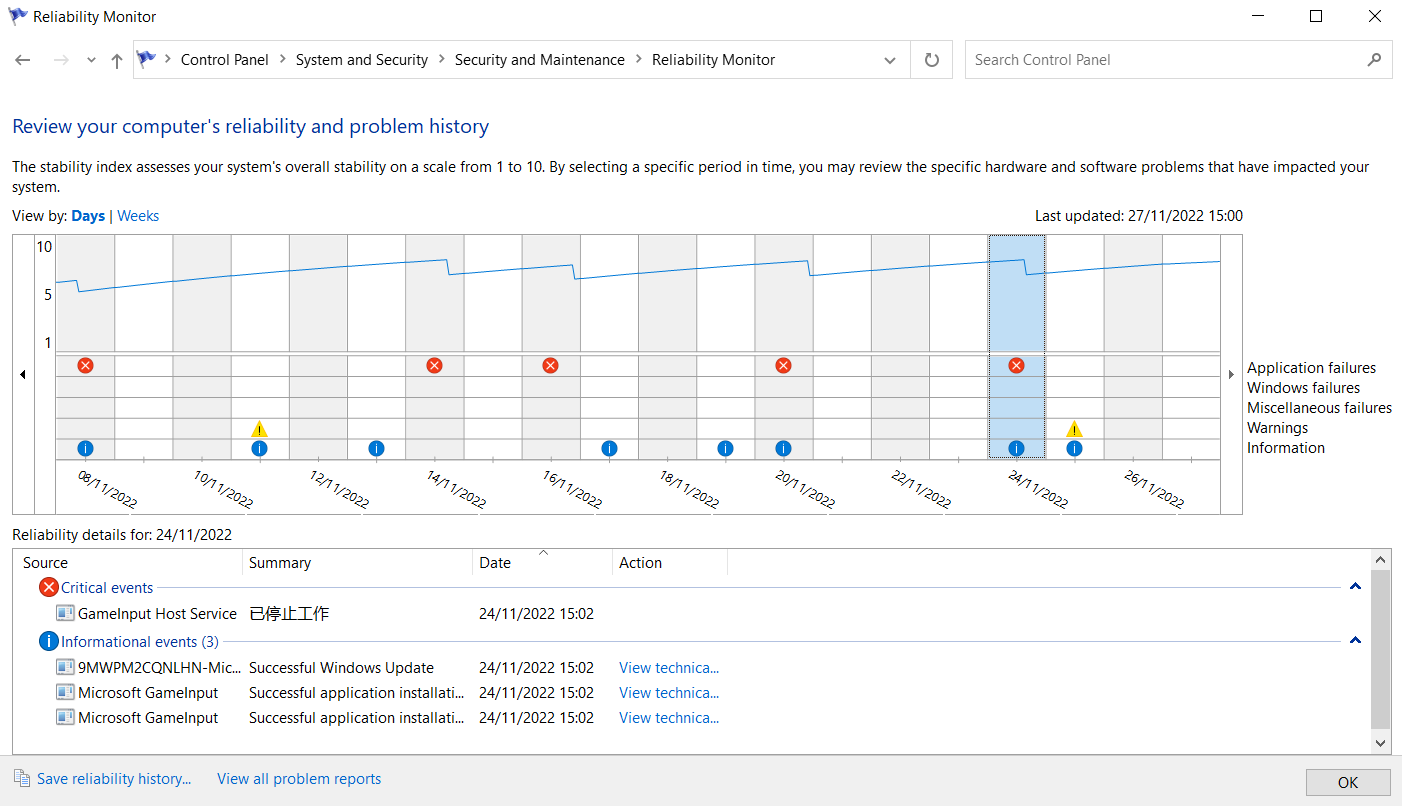 Reliability Monitor
Control Panel > System and Security > Security and Maintenance > Reliability Monitor
Search Control Panel
Review your computer's reliability and problem history
The stability index assesses your system's overall stability on a scale from 1 to 10. By selecting a specific period in time, you may review the specific hardware and software problems that have impacted your
system.
View by: Days | Weeks
Last updated: 27/11/2022 15:00
10
5
1
Application failures
Windows failures
Miscellaneous failures
Warnings
Information
08/11/2022
10/11/2022
12/11/2022
14/11/2022
16/11/2022
18/11/2022
20/11/2022
22/11/2022
24/11/2022
26/11/2022
Reliability details for: 24/11/2022
Source Summary Date Action
Critical events
GameInput Host Service 已停止工作 24/11/2022 15:02
Informational events (3)
9MWPM2CQNLHN-Mic... Successful Windows Update 24/11/2022 15:02 View technica...
Microsoft GameInput Successful application installati... 24/11/2022 15:02 View technica...
Microsoft GameInput Successful application installati... 24/11/2022 15:02 View technica...
Save reliability history... View all problem reports
OK